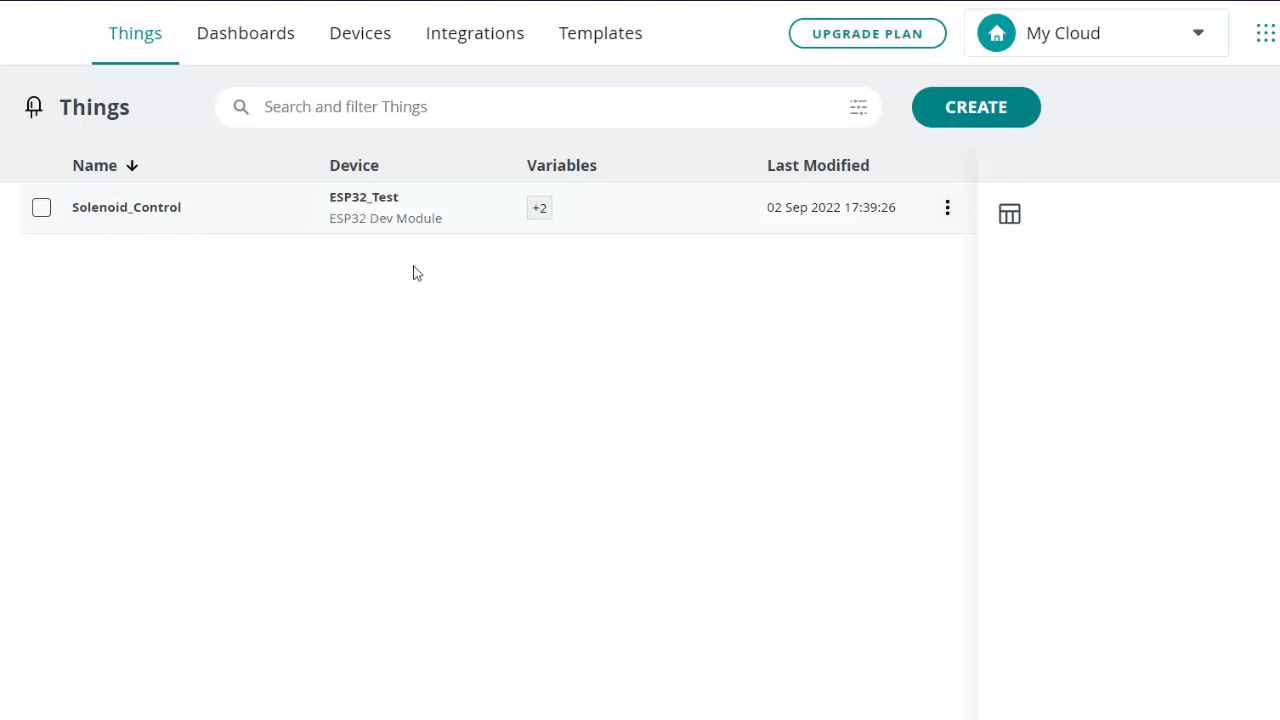 Things Dashboards Devices Integrations Templates UPGRADE PLAN My Cloud
Things Search and filter Things CREATE
Name Device Variables Last Modified
Solenoid_Control ESP32_Test +2 02 Sep 2022 17:39:26
ESP32 Dev Module